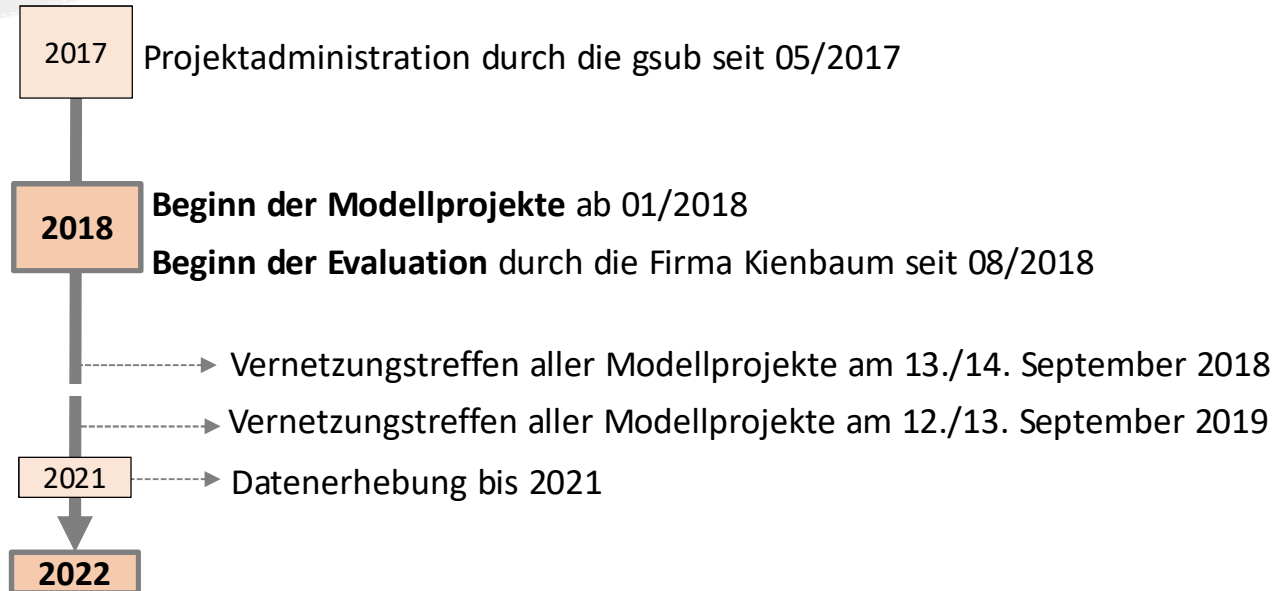 2017
Projektadministration durch die gsub seit 05/2017
2018
Beginn der Modellprojekte ab 01/2018
Beginn der Evaluation durch die Firma Kienbaum seit 08/2018
Vernetzungstreffen aller Modellprojekte am 13./14. September 2018
Vernetzungstreffen aller Modellprojekte am 12./13. September 2019
2021
Datenerhebung bis 2021
2022